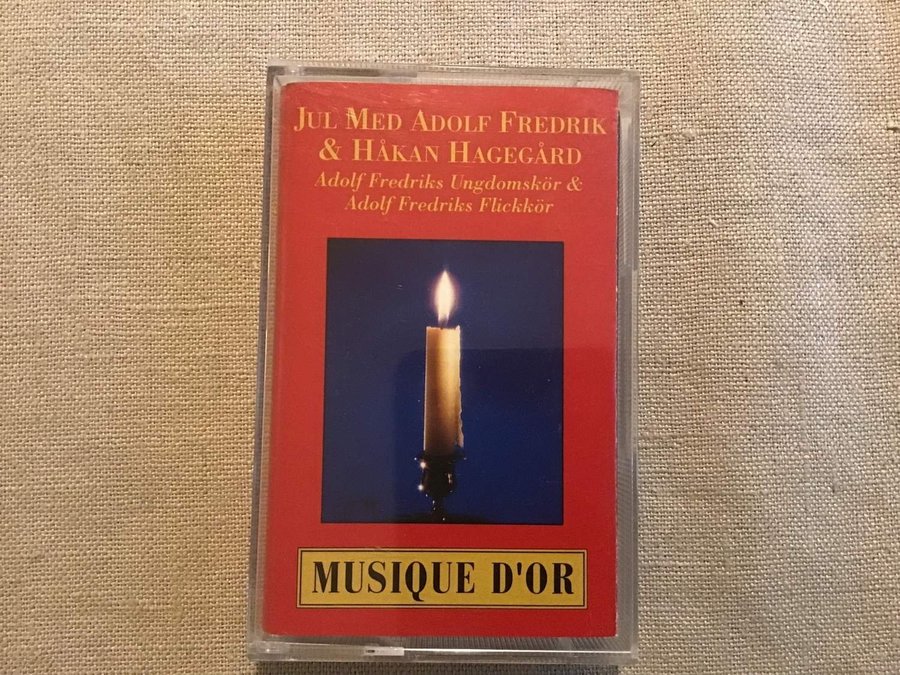 JUL MED ADOLF FREDRIK
& HÅKAN HAGEGÅRD
Adolf Fredriks Ungdomskör &
Adolf Fredriks Flickkör
MUSIQUE D'OR